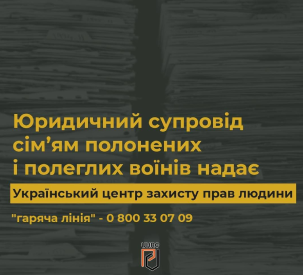 Юридичний супровід
сім’ям полонених
і полеглих воїнів надає
Український центр захисту прав людини
"гаряча лінія" - 0 800 33 07 09